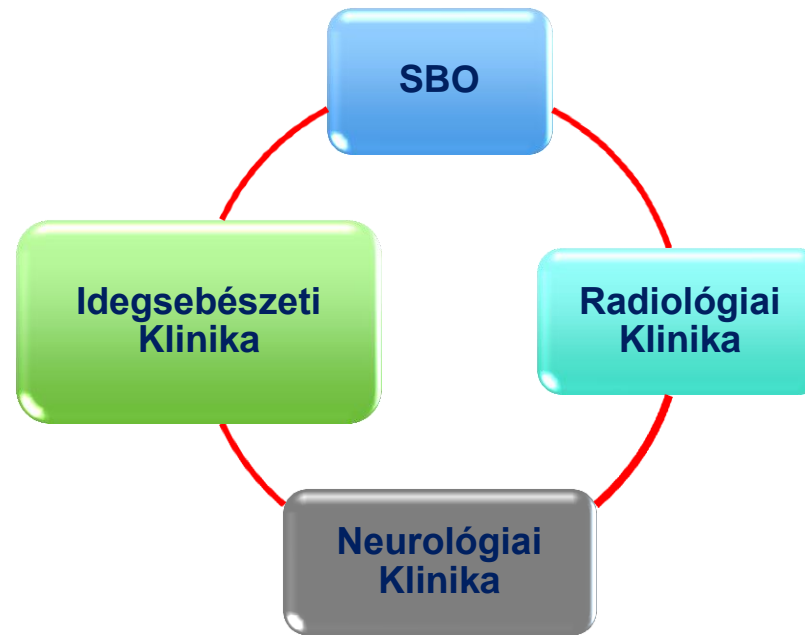 SBO
Idegsebészeti
Klinika
Radiológiai
Klinika
Neurológiai
Klinika